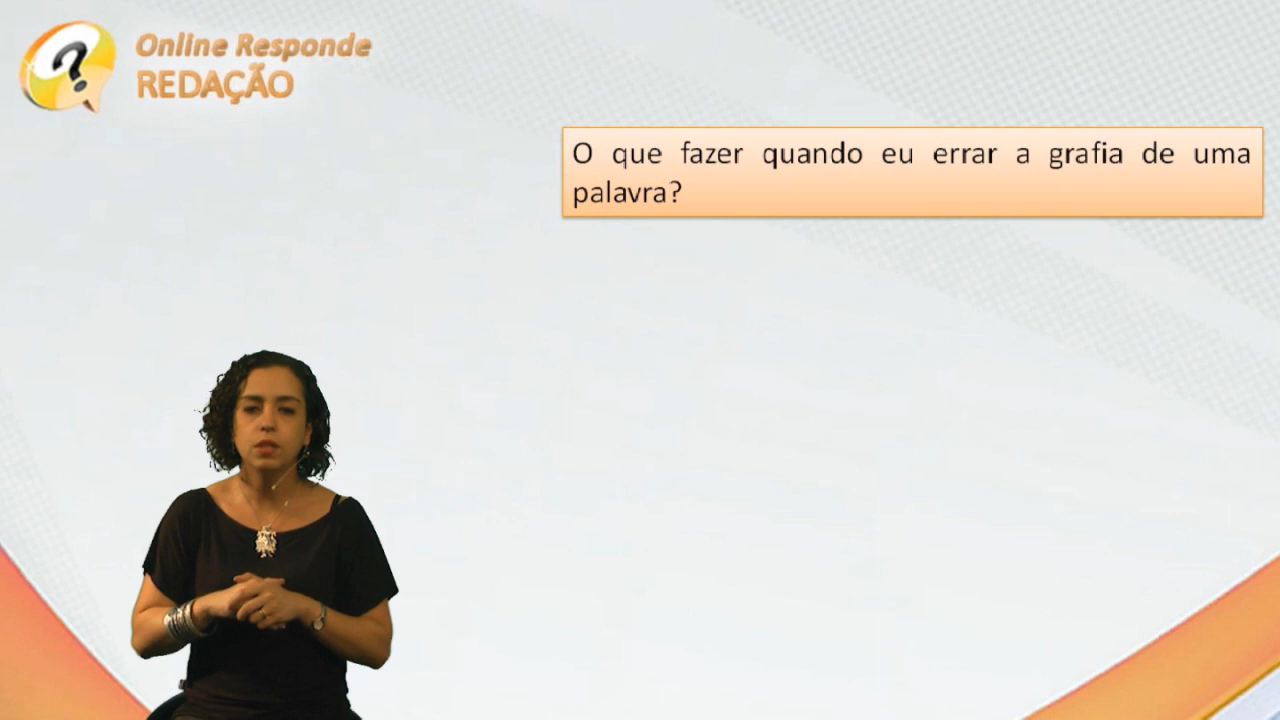 Online Responde
REDAÇÃO
O que fazer quando eu errar a grafia de uma
palavra?